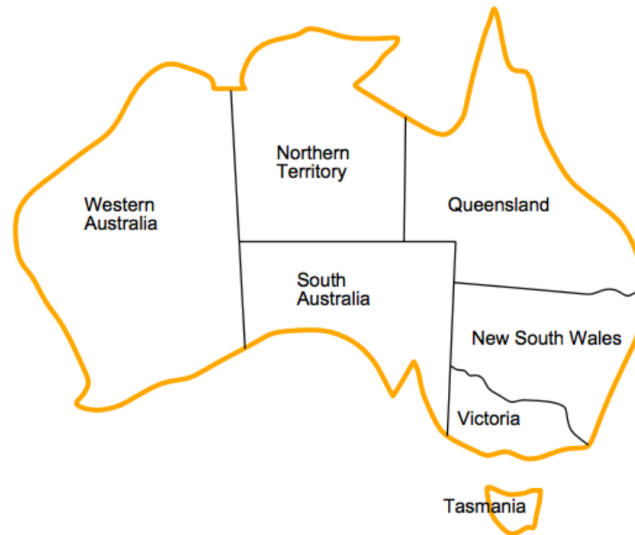 Northern
Territory
Western
Australia
Queensland
South
Australia
New South Wales
Victoria
Tasmania